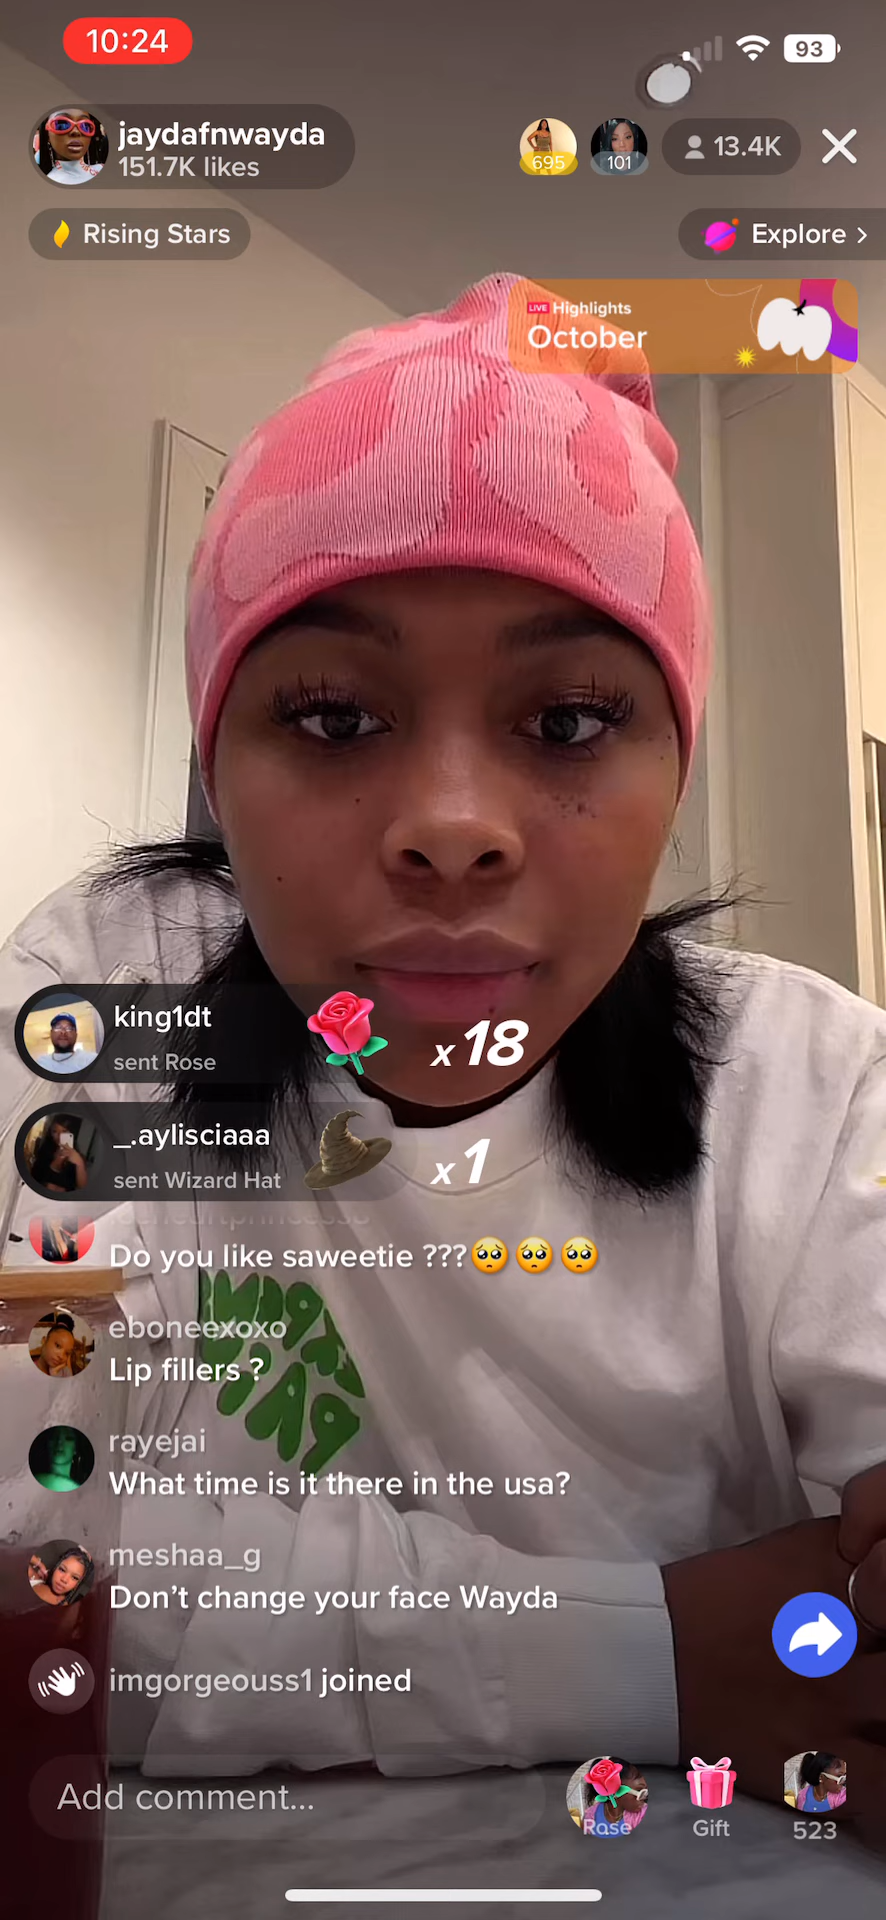 10:24
93
jaydafnwayda
151.7K likes
695
101
13.4K
Rising Stars
Explore >
LIVE Highlights
October
king1dt
sent Rose
x18
_.aylisciaaa
sent Wizard Hat
x1
Do you like saweetie ???🥺🥺🥺
eboneexoxo
Lip fillers ?
rayejai
What time is it there in the usa?
meshaa_g
Don’t change your face Wayda
imgorgeouss1 joined
Add comment...
Rose
Gift
523